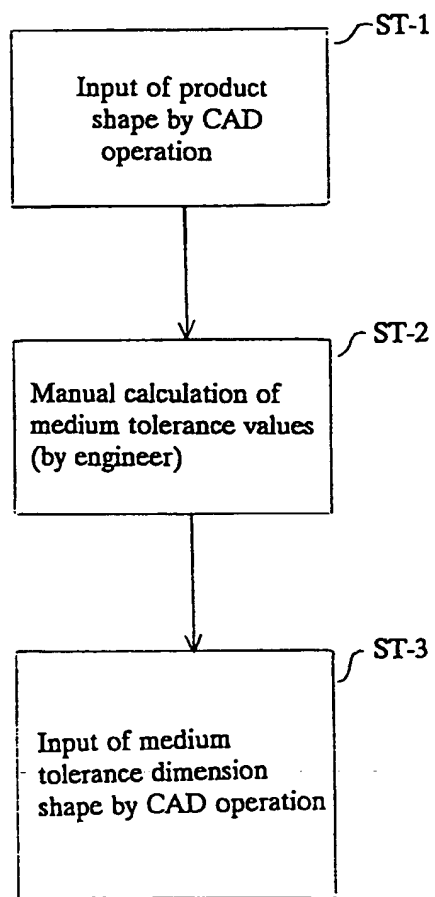 ST-1
Input of product
shape by CAD
operation
ST-2
Manual calculation of
medium tolerance values
(by engineer)
ST-3
Input of medium
tolerance dimension
shape by CAD operation